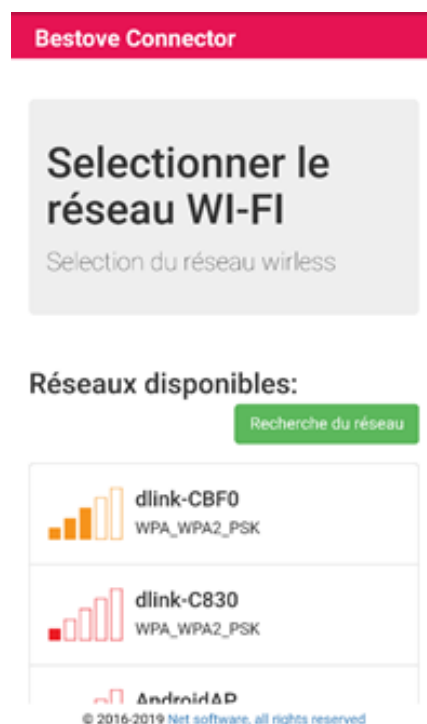 Bestove Connector
Selectionner le
réseau WI-FI
Selection du réseau wirless
Réseaux disponibles:
Recherche du réseau
dlink-CBF0
WPA_WPA2_PSK
dlink-C830
WPA_WPA2_PSK
AndroidAP
© 2016-2019 Net software, all rights reserved